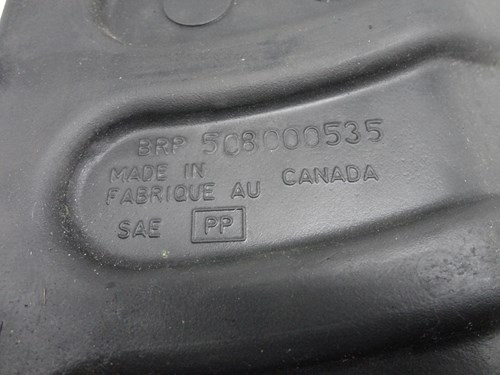 BRP 508000535
MADE IN
FABRIQUE AU CANADA
SAE PP